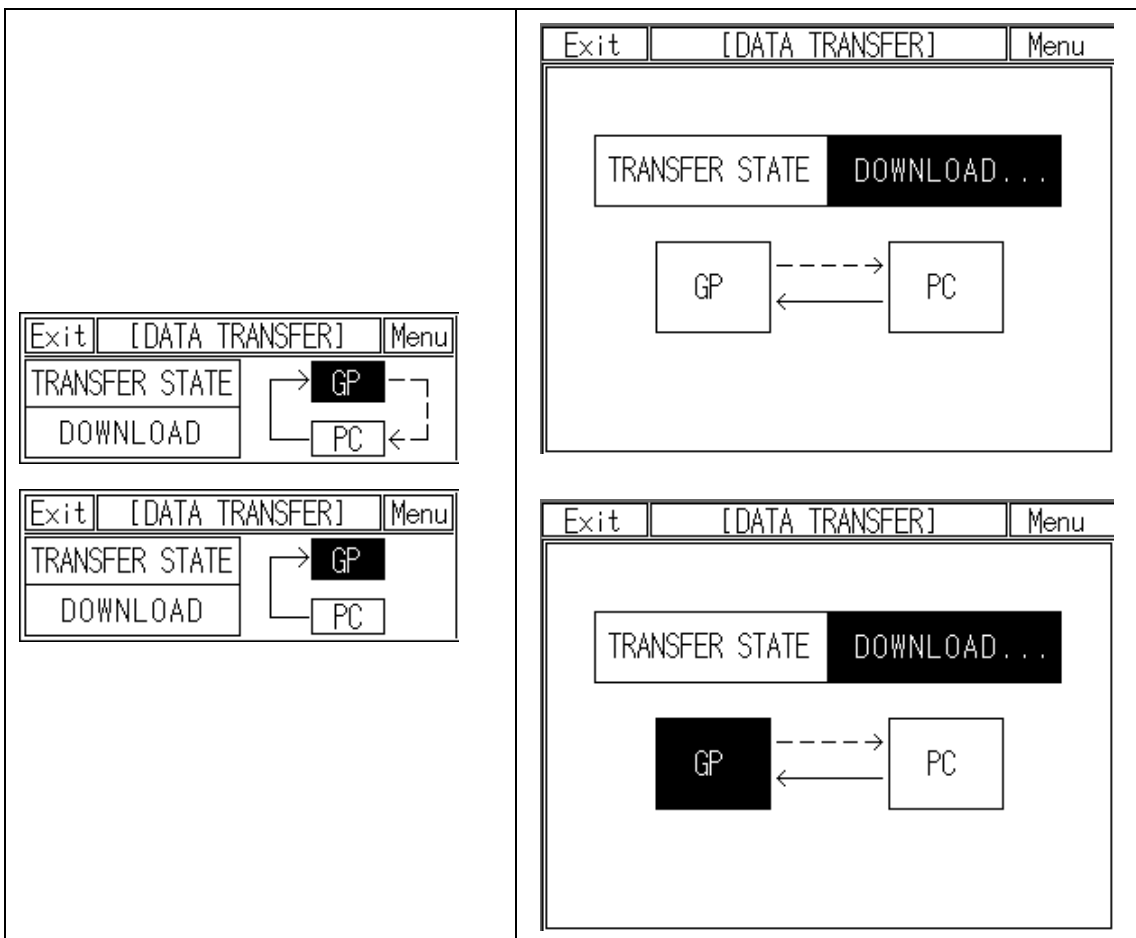 Exit [DATA TRANSFER] Menu
TRANSFER STATE GP
DOWNLOAD PC
Exit [DATA TRANSFER] Menu
TRANSFER STATE GP
DOWNLOAD PC
Exit [DATA TRANSFER] Menu
TRANSFER STATE DOWNLOAD...
GP PC
Exit [DATA TRANSFER] Menu
TRANSFER STATE DOWNLOAD...
GP PC